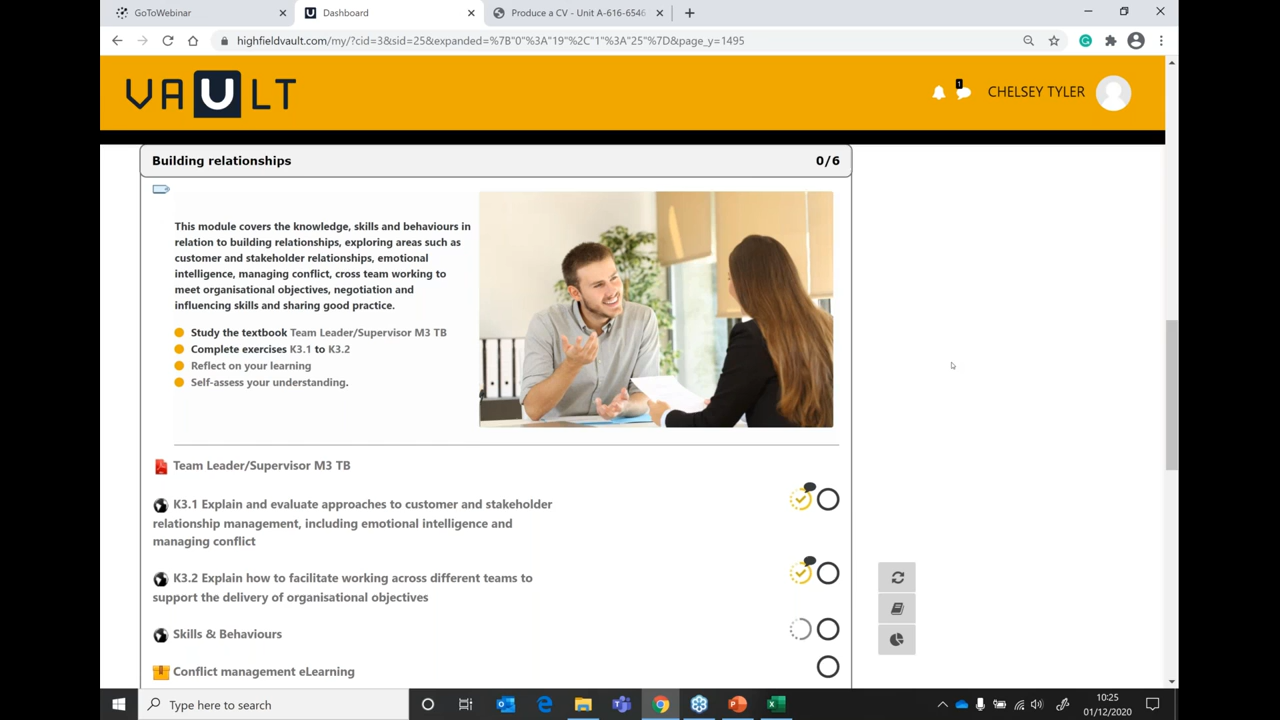 GoToWebinar
Dashboard
Produce a CV - Unit A-616-6546
highfieldvault.com/my/?cid=3&sid=25&expanded=%7B"0"%3A"19"%2C"1"%3A"25"%7D&page_y=1495
VAULT
1
CHELSEY TYLER
Building relationships
0/6
This module covers the knowledge, skills and behaviours in
relation to building relationships, exploring areas such as
customer and stakeholder relationships, emotional
intelligence, managing conflict, cross team working to
meet organisational objectives, negotiation and
influencing skills and sharing good practice.
Study the textbook Team Leader/Supervisor M3 TB
Complete exercises K3.1 to K3.2
Reflect on your learning
Self-assess your understanding.
Team Leader/Supervisor M3 TB
K3.1 Explain and evaluate approaches to customer and stakeholder
relationship management, including emotional intelligence and
managing conflict
K3.2 Explain how to facilitate working across different teams to
support the delivery of organisational objectives
Skills & Behaviours
Conflict management eLearning
Type here to search
10:25
01/12/2020